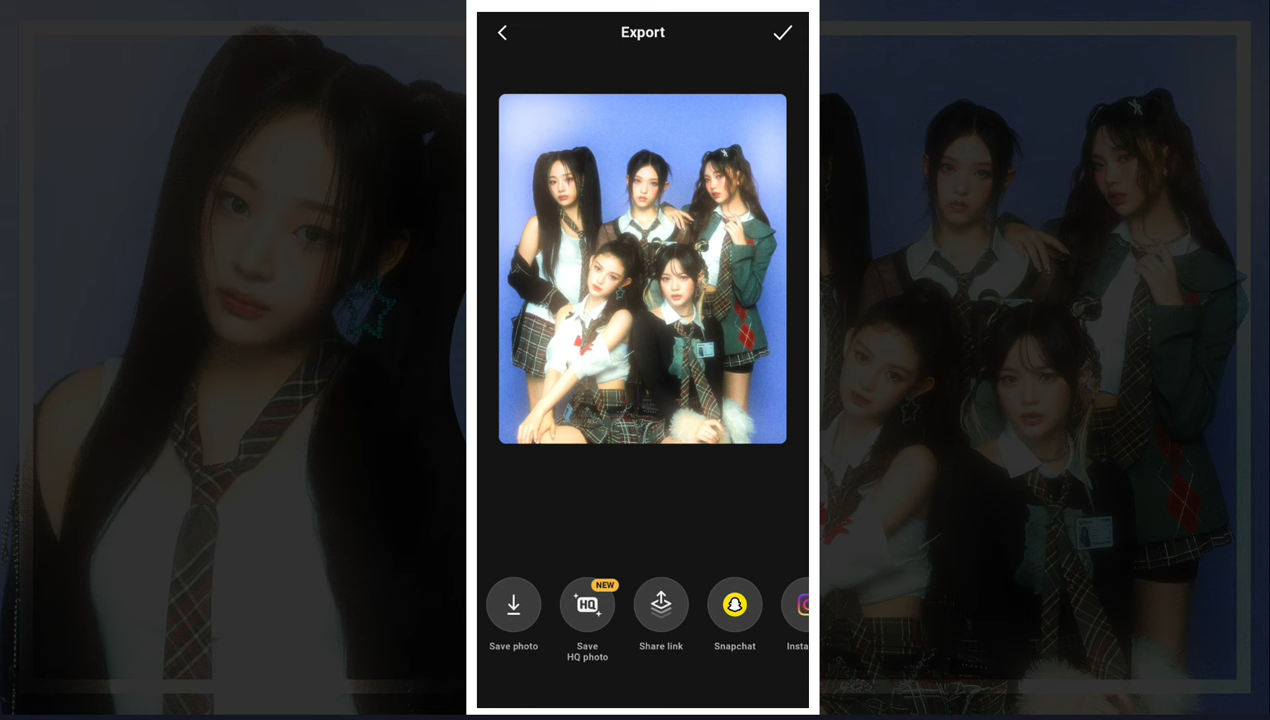 Export
NEW
HQ
Save photo
Save
HQ photo
Share link
Snapchat
Insta